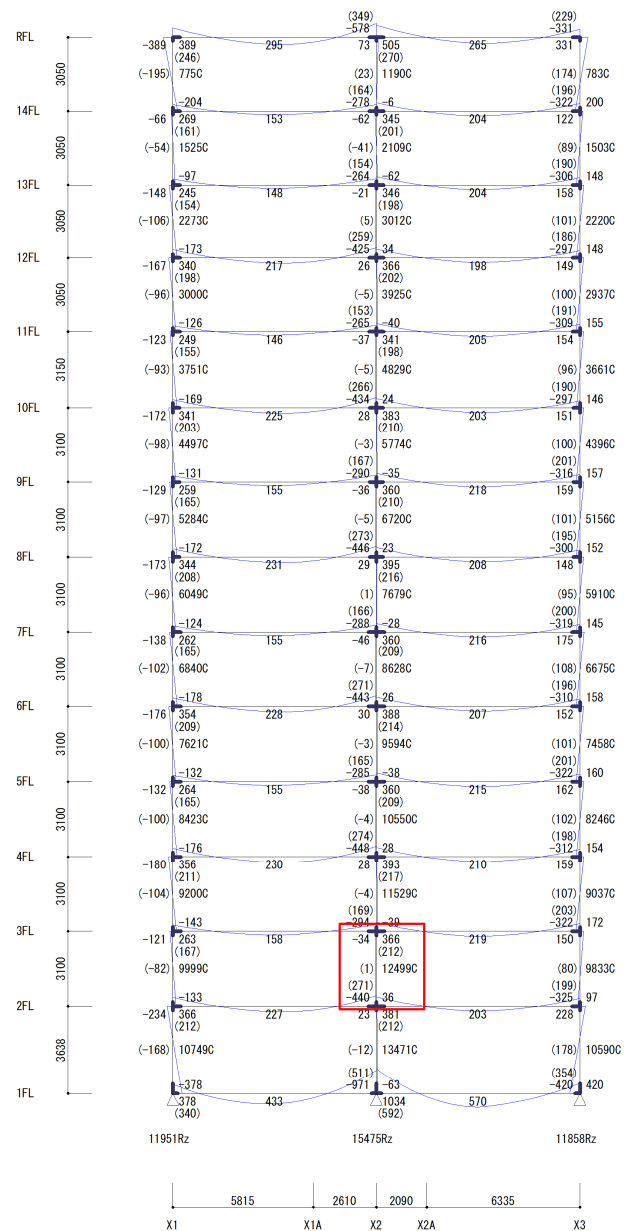 (349) (229)
-578 -331
RFL -389 389 295 73 505 265 331
(246) (270)
3050 (-195) 775C (23) 1190C (174) 783C
(164) (196)
-204 -278 -6 -322 200
14FL -66 269 153 -62 345 204 122
(161) (201)
3050 (-54) 1525C (-41) 2109C (89) 1503C
(154) (190)
-97 -264 -62 -306 148
13FL -148 245 148 -21 346 204 158
(154) (198)
3050 (-106) 2273C (5) 3012C (101) 2220C
(259) (186)
-173 -425 34 -297 148
12FL -167 340 217 26 366 198 149
(198) (202)
3050 (-96) 3000C (-5) 3925C (100) 2937C
(153) (191)
-126 -265 -40 -309 155
11FL -123 249 146 -37 341 205 154
(155) (198)
3150 (-93) 3751C (-5) 4829C (96) 3661C
(266) (190)
-169 -434 24 -297 146
10FL -172 341 225 28 383 203 151
(203) (210)
3100 (-98) 4497C (-3) 5774C (100) 4396C
(167) (201)
-131 -290 -35 -316 157
9FL -129 259 155 -36 360 218 159
(165) (210)
3100 (-97) 5284C (-5) 6720C (101) 5156C
(273) (195)
-172 -446 23 -300 152
8FL -173 344 231 29 395 208 148
(208) (216)
3100 (-96) 6049C (1) 7679C (95) 5910C
(166) (200)
-124 -288 -28 -319 145
7FL -138 262 155 -46 360 216 175
(165) (209)
3100 (-102) 6840C (-7) 8628C (108) 6675C
(271) (196)
-178 -443 26 -310 158
6FL -176 354 228 30 388 207 152
(209) (214)
3100 (-100) 7621C (-3) 9594C (101) 7458C
(165) (201)
-132 -285 -38 -322 160
5FL -132 264 155 -38 360 215 162
(165) (209)
3100 (-100) 8423C (-4) 10550C (102) 8246C
(274) (198)
-176 -448 28 -312 154
4FL -180 356 230 28 393 210 159
(211) (217)
3100 (-104) 9200C (-4) 11529C (107) 9037C
(169) (203)
-143 -294 -39 -322 172
3FL -121 263 158 -34 366 219 150
(167) (212)
3100 (-82) 9999C (1) 12499C (80) 9833C
(271) (199)
-133 -440 36 -325 97
2FL -234 366 227 23 381 203 228
(212) (212)
3638 (-168) 10749C (-12) 13471C (178) 10590C
(511) (354)
-378 -971 -63 -420 420
1FL 378 433 1034 570
(340) (592)
11951Rz 15475Rz 11858Rz
5815 2610 2090 6335
X1 X1A X2 X2A X3